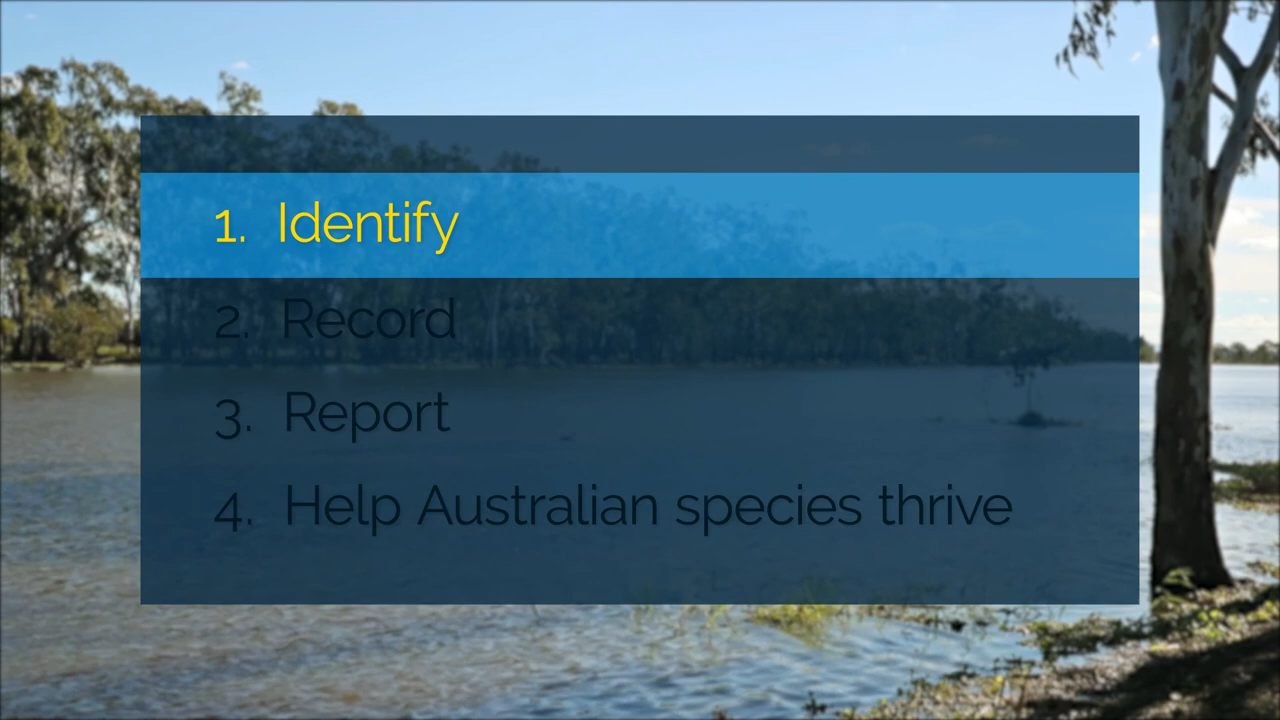 1. Identify
2. Record
3. Report
4. Help Australian species thrive